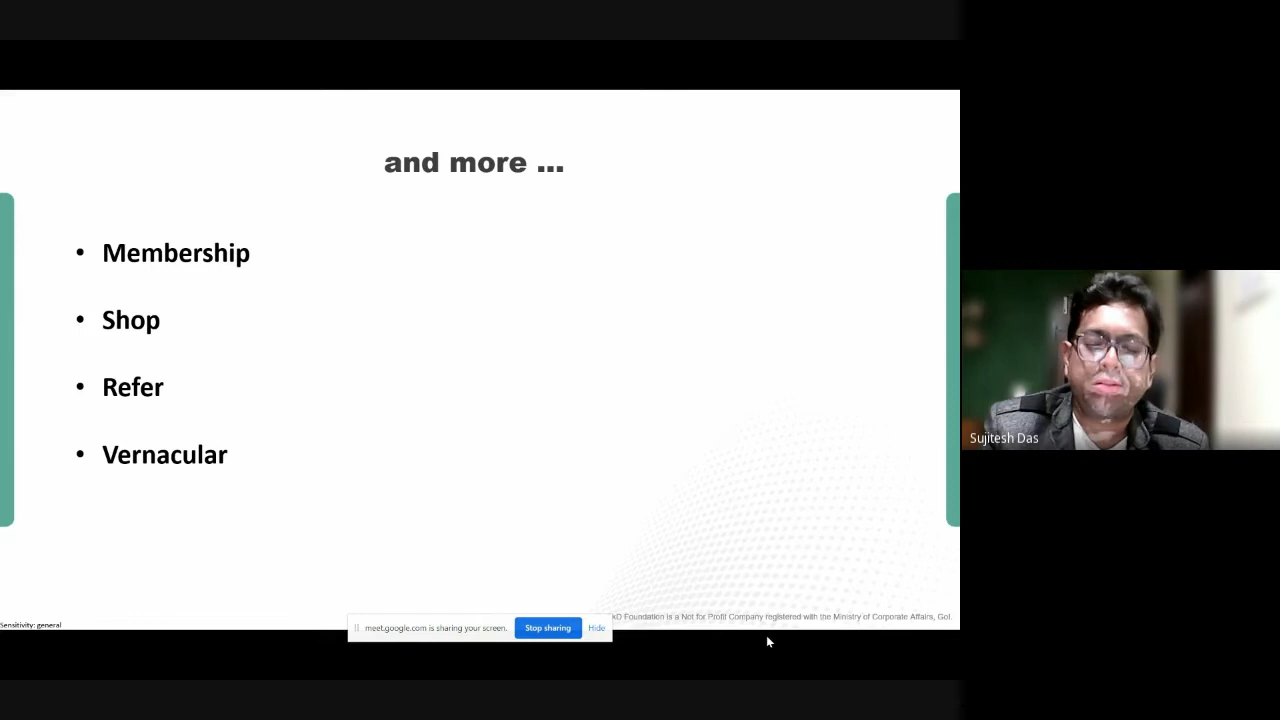 and more ...
• Membership
• Shop
• Refer
• Vernacular
Sujitesh Das
D Foundation is a Not for Profit Company registered with the Ministry of Corporate Affairs, GoI.
Sensitivity: general
meet.google.com is sharing your screen.
Stop sharing
Hide